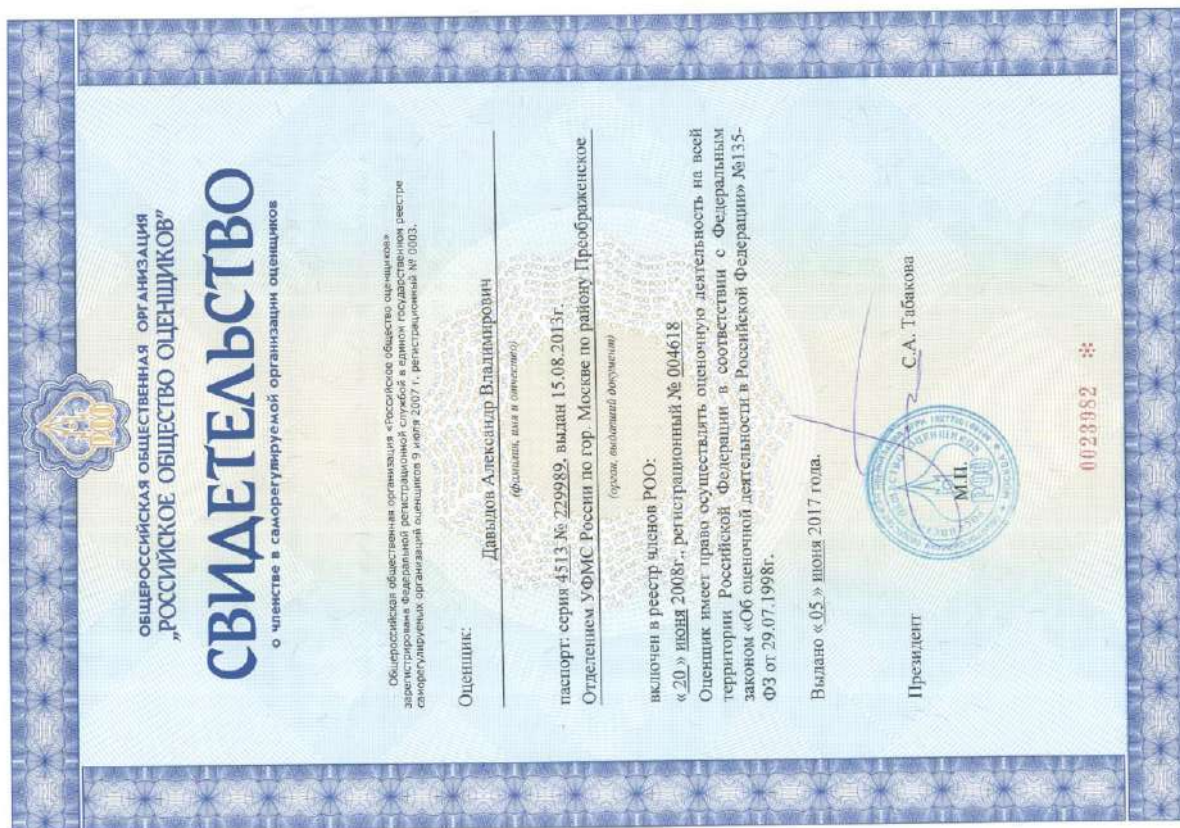 РОО
ОБЩЕРОССИЙСКАЯ ОБЩЕСТВЕННАЯ ОРГАНИЗАЦИЯ
„РОССИЙСКОЕ ОБЩЕСТВО ОЦЕНЩИКОВ”
СВИДЕТЕЛЬСТВО
о членстве в саморегулируемой организации оценщиков
Общероссийская общественная организация «Российское общество оценщиков»
зарегистрирована Федеральной регистрационной службой в едином государственном реестре
саморегулируемых организаций оценщиков 9 июля 2007 г. регистрационный № 0003.
Оценщик:
Давыдов Александр Владимирович
(фамилия, имя и отчество)
паспорт: серия 4513 № 229989, выдан 15.08.2013г.
Отделением УФМС России по гор. Москве по району Преображенское
(орган, выдавший документ)
включен в реестр членов РОО:
« 20 » июня 2008г., регистрационный № 004618
Оценщик имеет право осуществлять оценочную деятельность на всей
территории Российской Федерации в соответствии с Федеральным
законом «Об оценочной деятельности в Российской Федерации» №135-
ФЗ от 29.07.1998г.
Выдано « 05 » июня 2017 года.
Президент
С.А. Табакова
М.П.
РОО
0023982 *